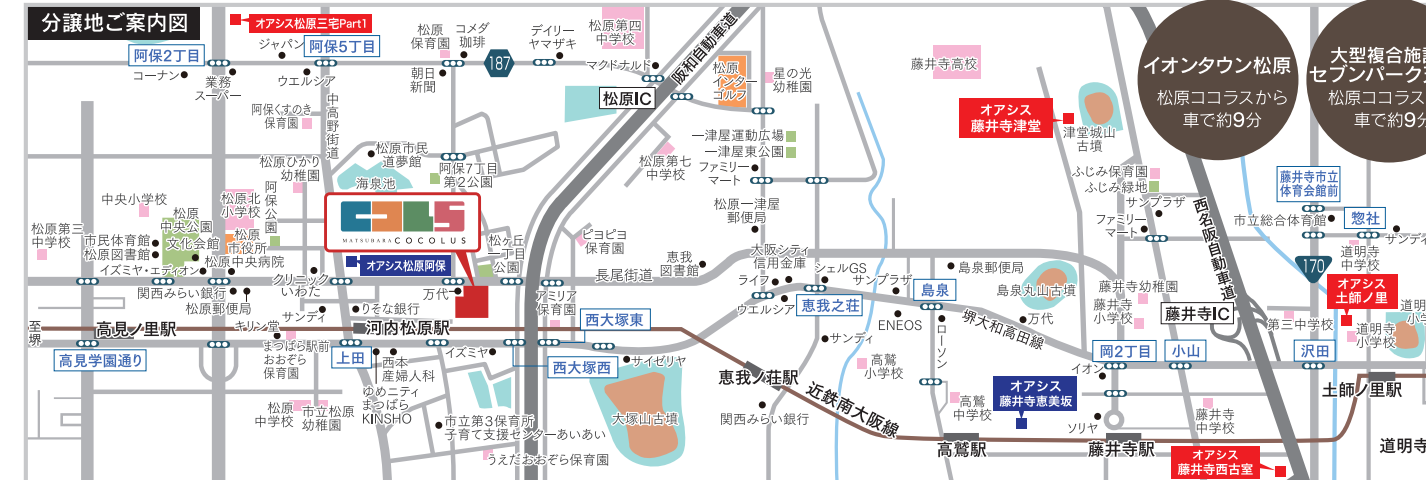 分譲地ご案内図
オアシス松原三宅Part1
阿保2丁目
ジャパン
阿保5丁目
コーナン
業務
スーパー
ウエルシア
松原
保育園
コメダ
珈琲
デイリー
ヤマザキ
松原第四
中学校
マクドナルド
朝日
新聞
187
阪和自動車道
松原IC
松原
インター
ゴルフ
星の光
幼稚園
藤井寺高校
オアシス
藤井寺津堂
津堂城山
古墳
イオンタウン松原
松原ココラスから
車で約9分
大型複合施設
セブンパーク
松原ココラス
車で約9分
阿保くすのき
保育園
中高野街道
松原市民
道夢館
海泉池
阿保7丁目
第2公園
松原ひかり
幼稚園
松原第七
中学校
一津屋運動広場
一津屋東公園
ファミリー
マート
松原一津屋
郵便局
ふじみ保育園
ふじみ緑地
サンプラザ
ファミリー
マート
西名阪自動車道
藤井寺市立
体育会館前
市立総合体育館
惣社
サンディ
道明寺
中学校
170
中央小学校
松原第三
中学校
松原
中央公園
市民体育館
文化会館
松原図書館
イズミヤ・エディオン
松原北
小学校
阿保公園
松原
市役所
松原中央病院
ココルス
MATSUBARA COCOLUS
オアシス松原阿保
松ヶ丘
一丁目
公園
ピヨピヨ
保育園
長尾街道
恵我
図書館
大阪シティ
信用金庫
ライフ
シェルGS
サンプラザ
島泉郵便局
島泉
島泉丸山古墳
関西みらい銀行
松原郵便局
クリニック
いわた
サンディ
りそな銀行
万代
アミリア
保育園
ウエルシア
恵我之荘
ENEOS
ローソン
堺大和高田線
万代
藤井寺幼稚園
藤井寺
小学校
藤井寺IC
第三中学校
オアシス
土師ノ里
道明寺
小学校
至堺
高見ノ里駅
キリン堂
河内松原駅
西大塚東
高見学園通り
まつばら駅前
おおぞら
保育園
上田
西本
産婦人科
イズミヤ
西大塚西
サイゼリヤ
サンディ
高鷲
小学校
岡2丁目
小山
沢田
イオン
ゆめニティ
まつばら
KINSHO
恵我ノ荘駅
近鉄南大阪線
オアシス
藤井寺恵美坂
土師ノ里駅
松原
中学校
市立松原
幼稚園
市立第3保育所
子育て支援センターあいあい
うえだおおぞら保育園
大塚山古墳
関西みらい銀行
高鷲
中学校
高鷲駅
ソリヤ
藤井寺駅
藤井寺
中学校
オアシス
藤井寺西古室
道明寺